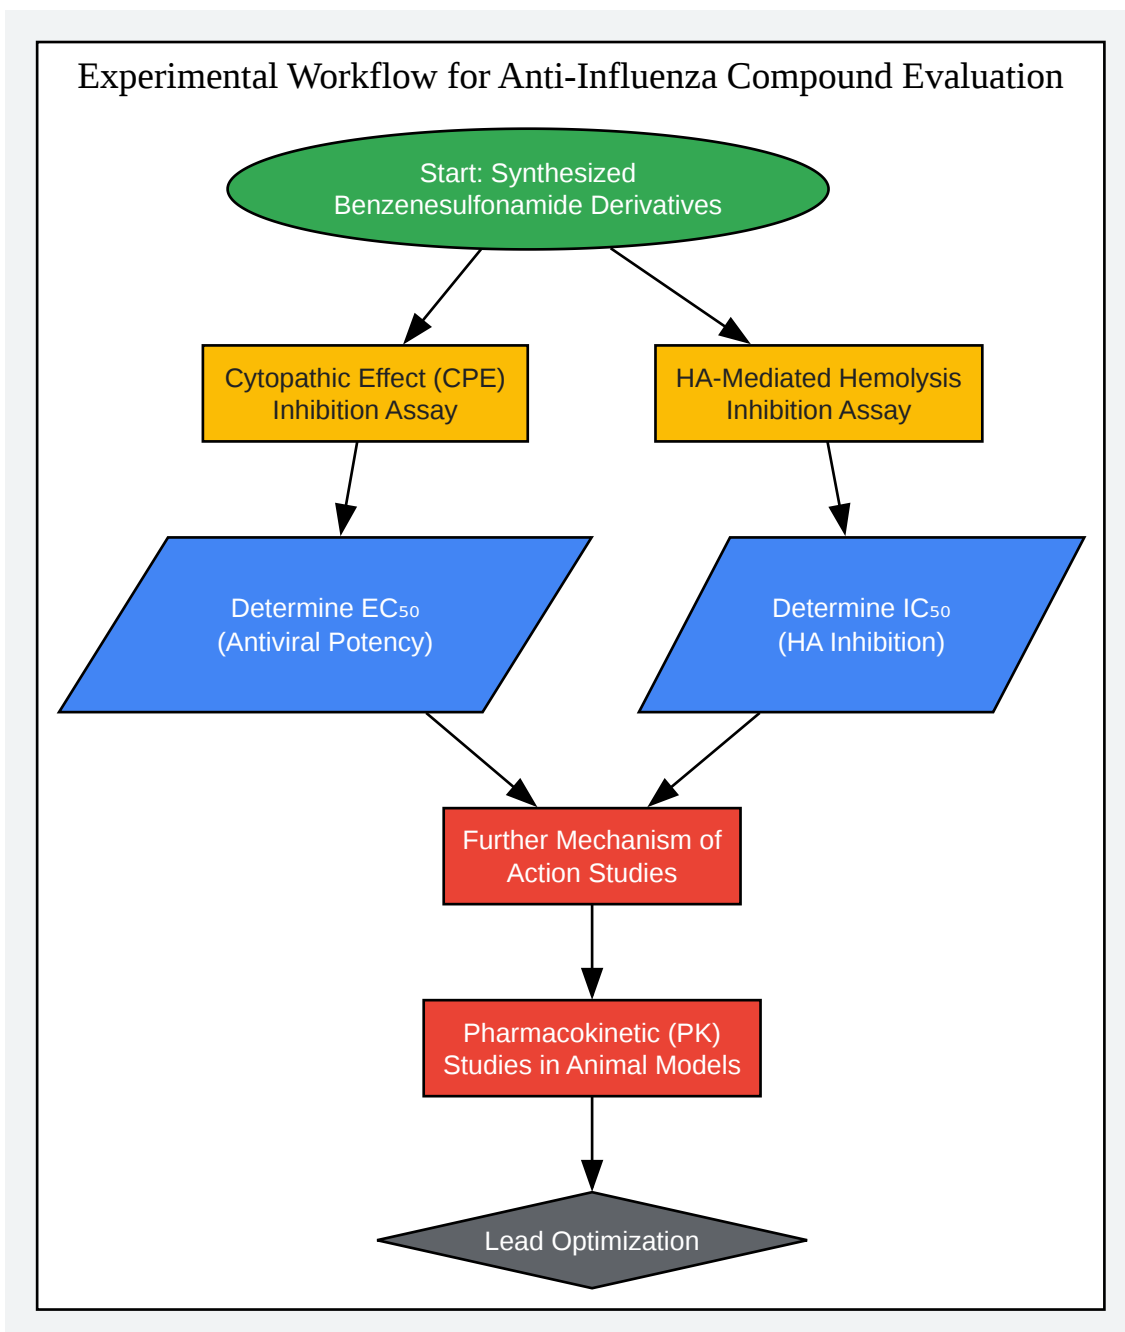 Experimental Workflow for Anti-Influenza Compound Evaluation
Start: Synthesized
Benzenesulfonamide Derivatives
Cytopathic Effect (CPE)
Inhibition Assay
HA-Mediated Hemolysis
Inhibition Assay
Determine EC₅₀
(Antiviral Potency)
Determine IC₅₀
(HA Inhibition)
Further Mechanism of
Action Studies
Pharmacokinetic (PK)
Studies in Animal Models
Lead Optimization